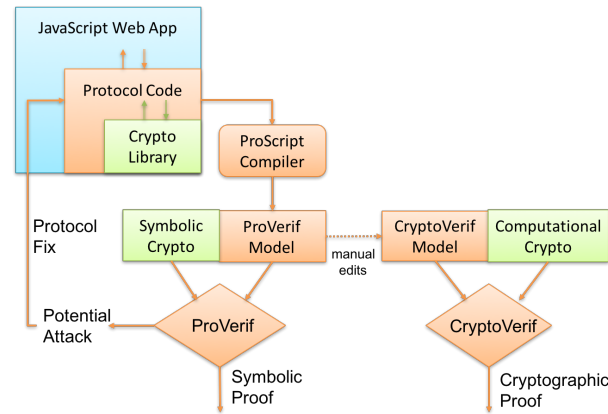 JavaScript Web App
Protocol Code
Crypto
Library
ProScript
Compiler
Protocol
Fix
Symbolic
Crypto
ProVerif
Model
manual
edits
CryptoVerif
Model
Computational
Crypto
Potential
Attack
ProVerif
CryptoVerif
Symbolic
Proof
Cryptographic
Proof